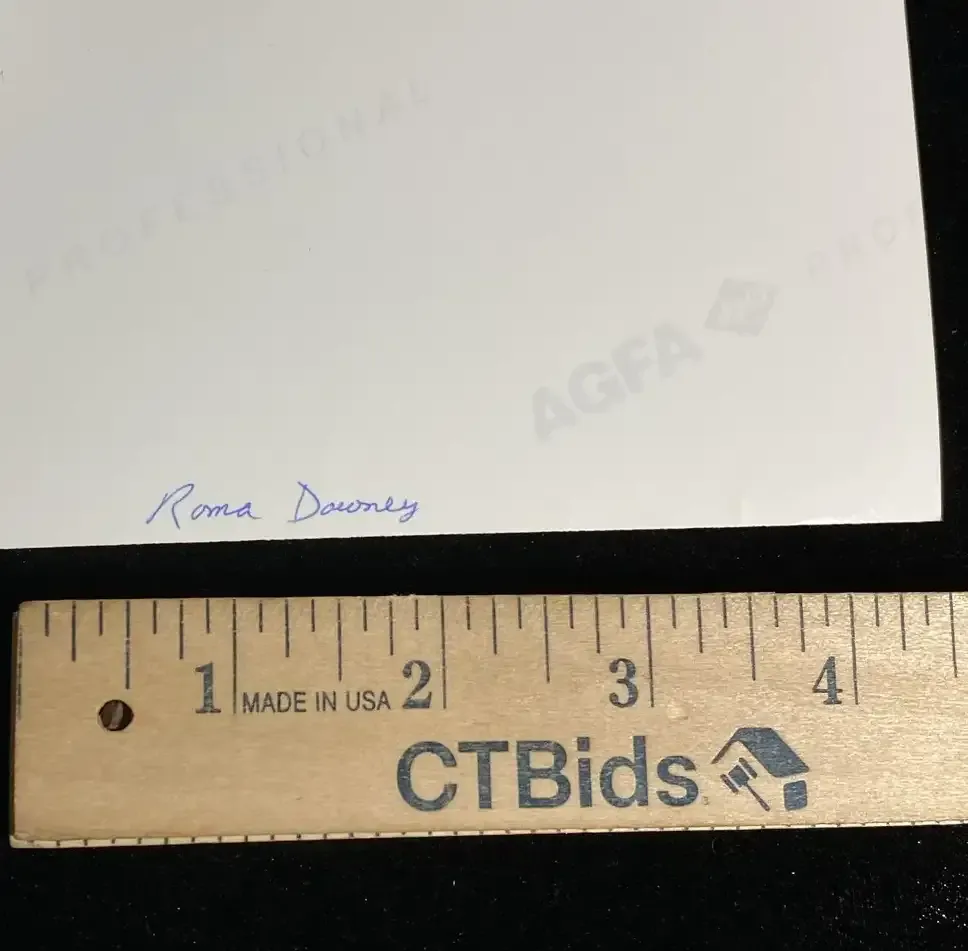 PROFESSIONAL
AGFA PROF
Roma Downey
1 MADE IN USA 2 3 4
CTBids